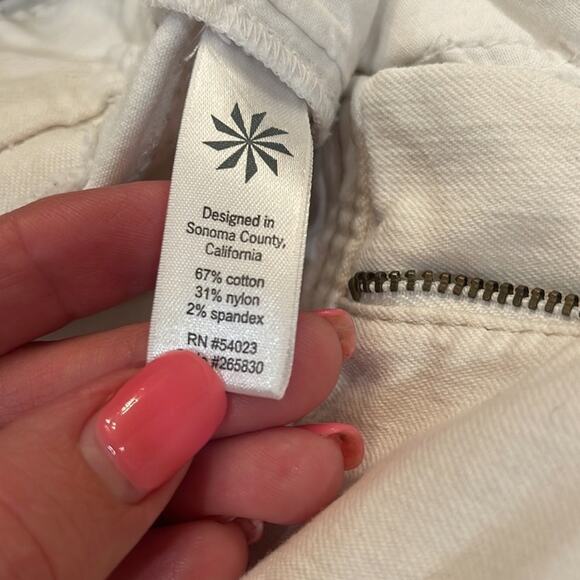 Designed in
Sonoma County,
California
67% cotton
31% nylon
2% spandex
RN #54023
#265830